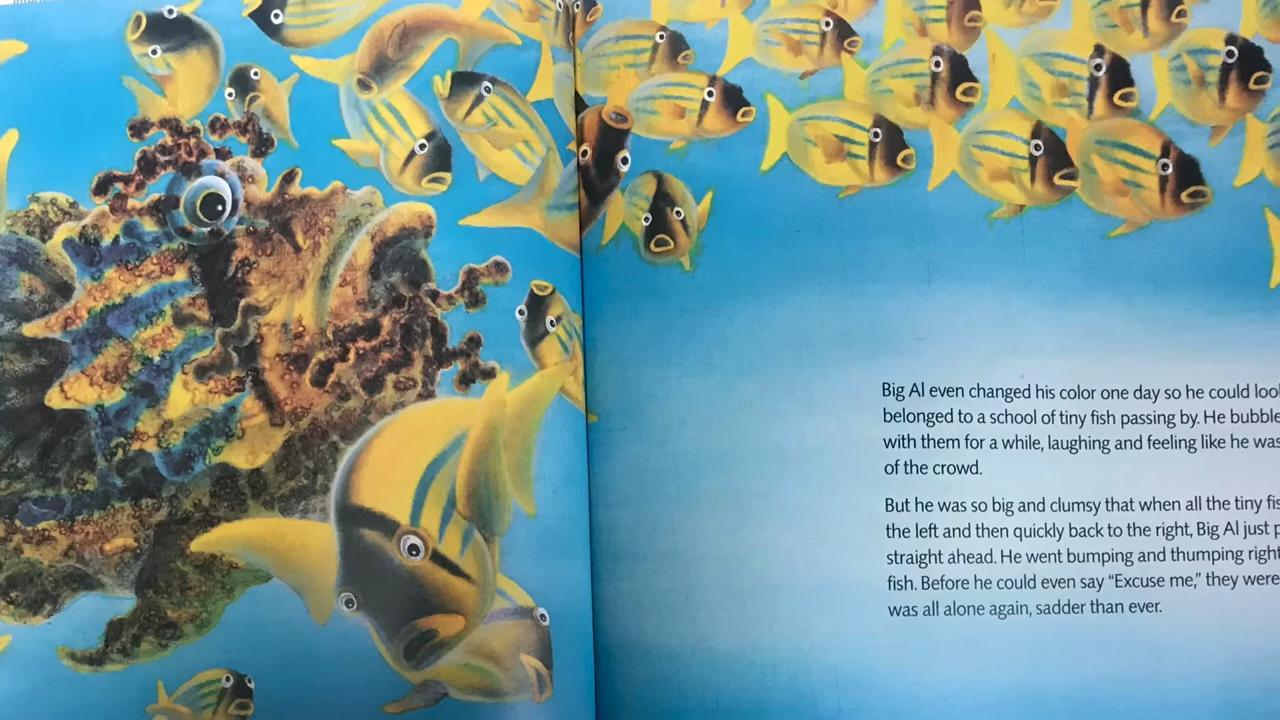 Big Al even changed his color one day so he could
belonged to a school of tiny fish passing by. He
with them for a while, laughing and feeling like he was
of the crowd.
But he was so big and clumsy that when all the tiny
the left and then quickly back to the right, Big Al just
straight ahead. He went bumping and thumping right
fish. Before he could even say “Excuse me,” they were
was all alone again, sadder than ever.